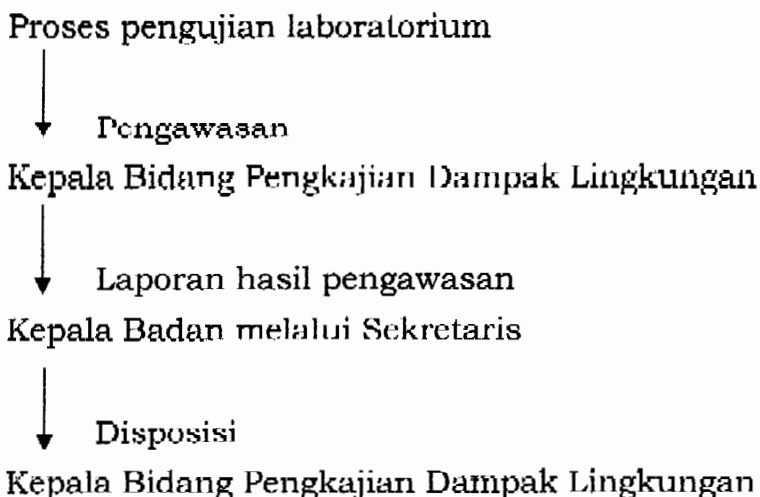 Proses pengujian laboratorium
Pengawasan
Kepala Bidang Pengkajian Dampak Lingkungan
Laporan hasil pengawasan
Kepala Badan melalui Sekretaris
Disposisi
Kepala Bidang Pengkajian Dampak Lingkungan